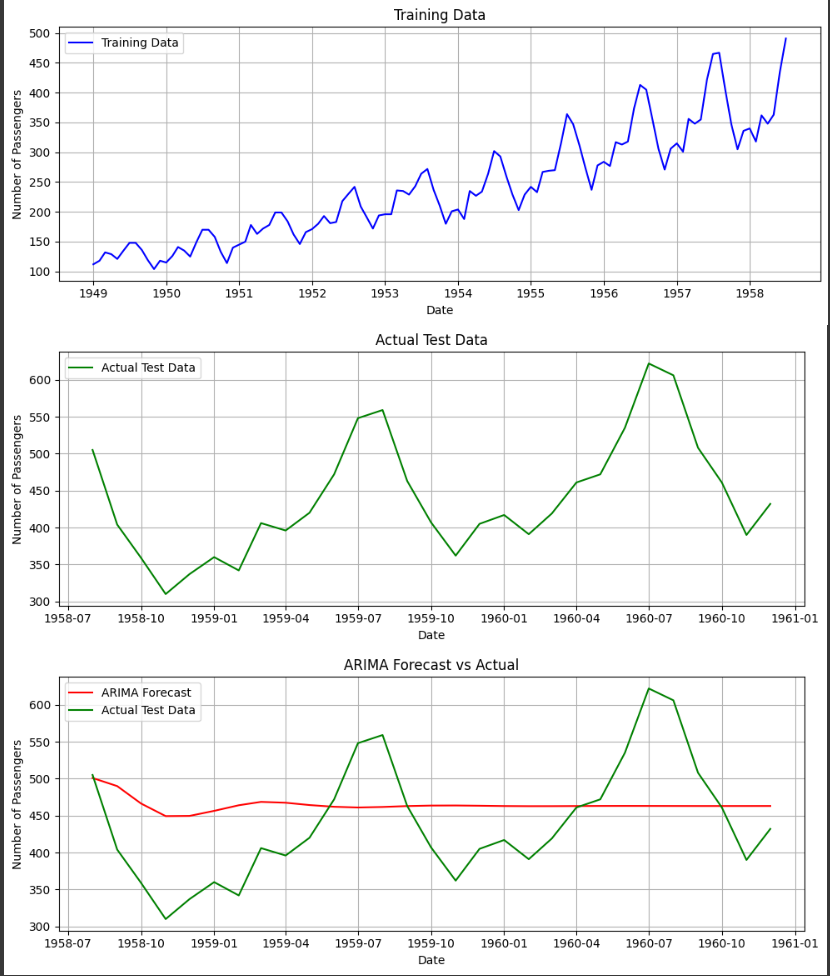 Training Data
Number of Passengers
500
450
400
350
300
250
200
150
100
Training Data
1949 1950 1951 1952 1953 1954 1955 1956 1957 1958
Date
Actual Test Data
Number of Passengers
600
550
500
450
400
350
300
Actual Test Data
1958-07 1958-10 1959-01 1959-04 1959-07 1959-10 1960-01 1960-04 1960-07 1960-10 1961-01
Date
ARIMA Forecast vs Actual
Number of Passengers
600
550
500
450
400
350
300
ARIMA Forecast
Actual Test Data
1958-07 1958-10 1959-01 1959-04 1959-07 1959-10 1960-01 1960-04 1960-07 1960-10 1961-01
Date